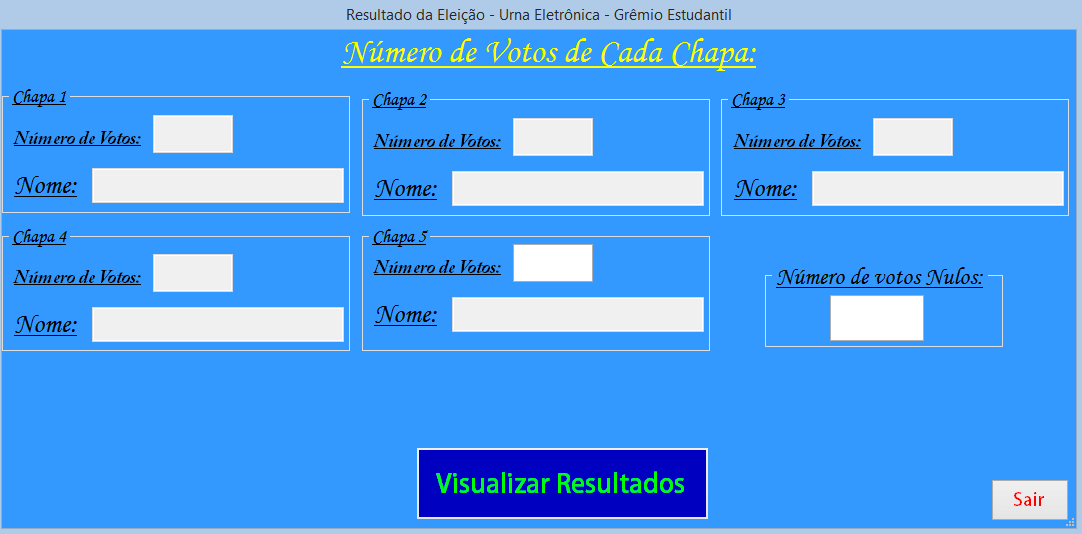 Resultado da Eleição - Urna Eletrônica - Grêmio Estudantil
Número de Votos de Cada Chapa:
Chapa 1
Número de Votos:
Nome:
Chapa 2
Número de Votos:
Nome:
Chapa 3
Número de Votos:
Nome:
Chapa 4
Número de Votos:
Nome:
Chapa 5
Número de Votos:
Nome:
Número de votos Nulos:
Visualizar Resultados
Sair